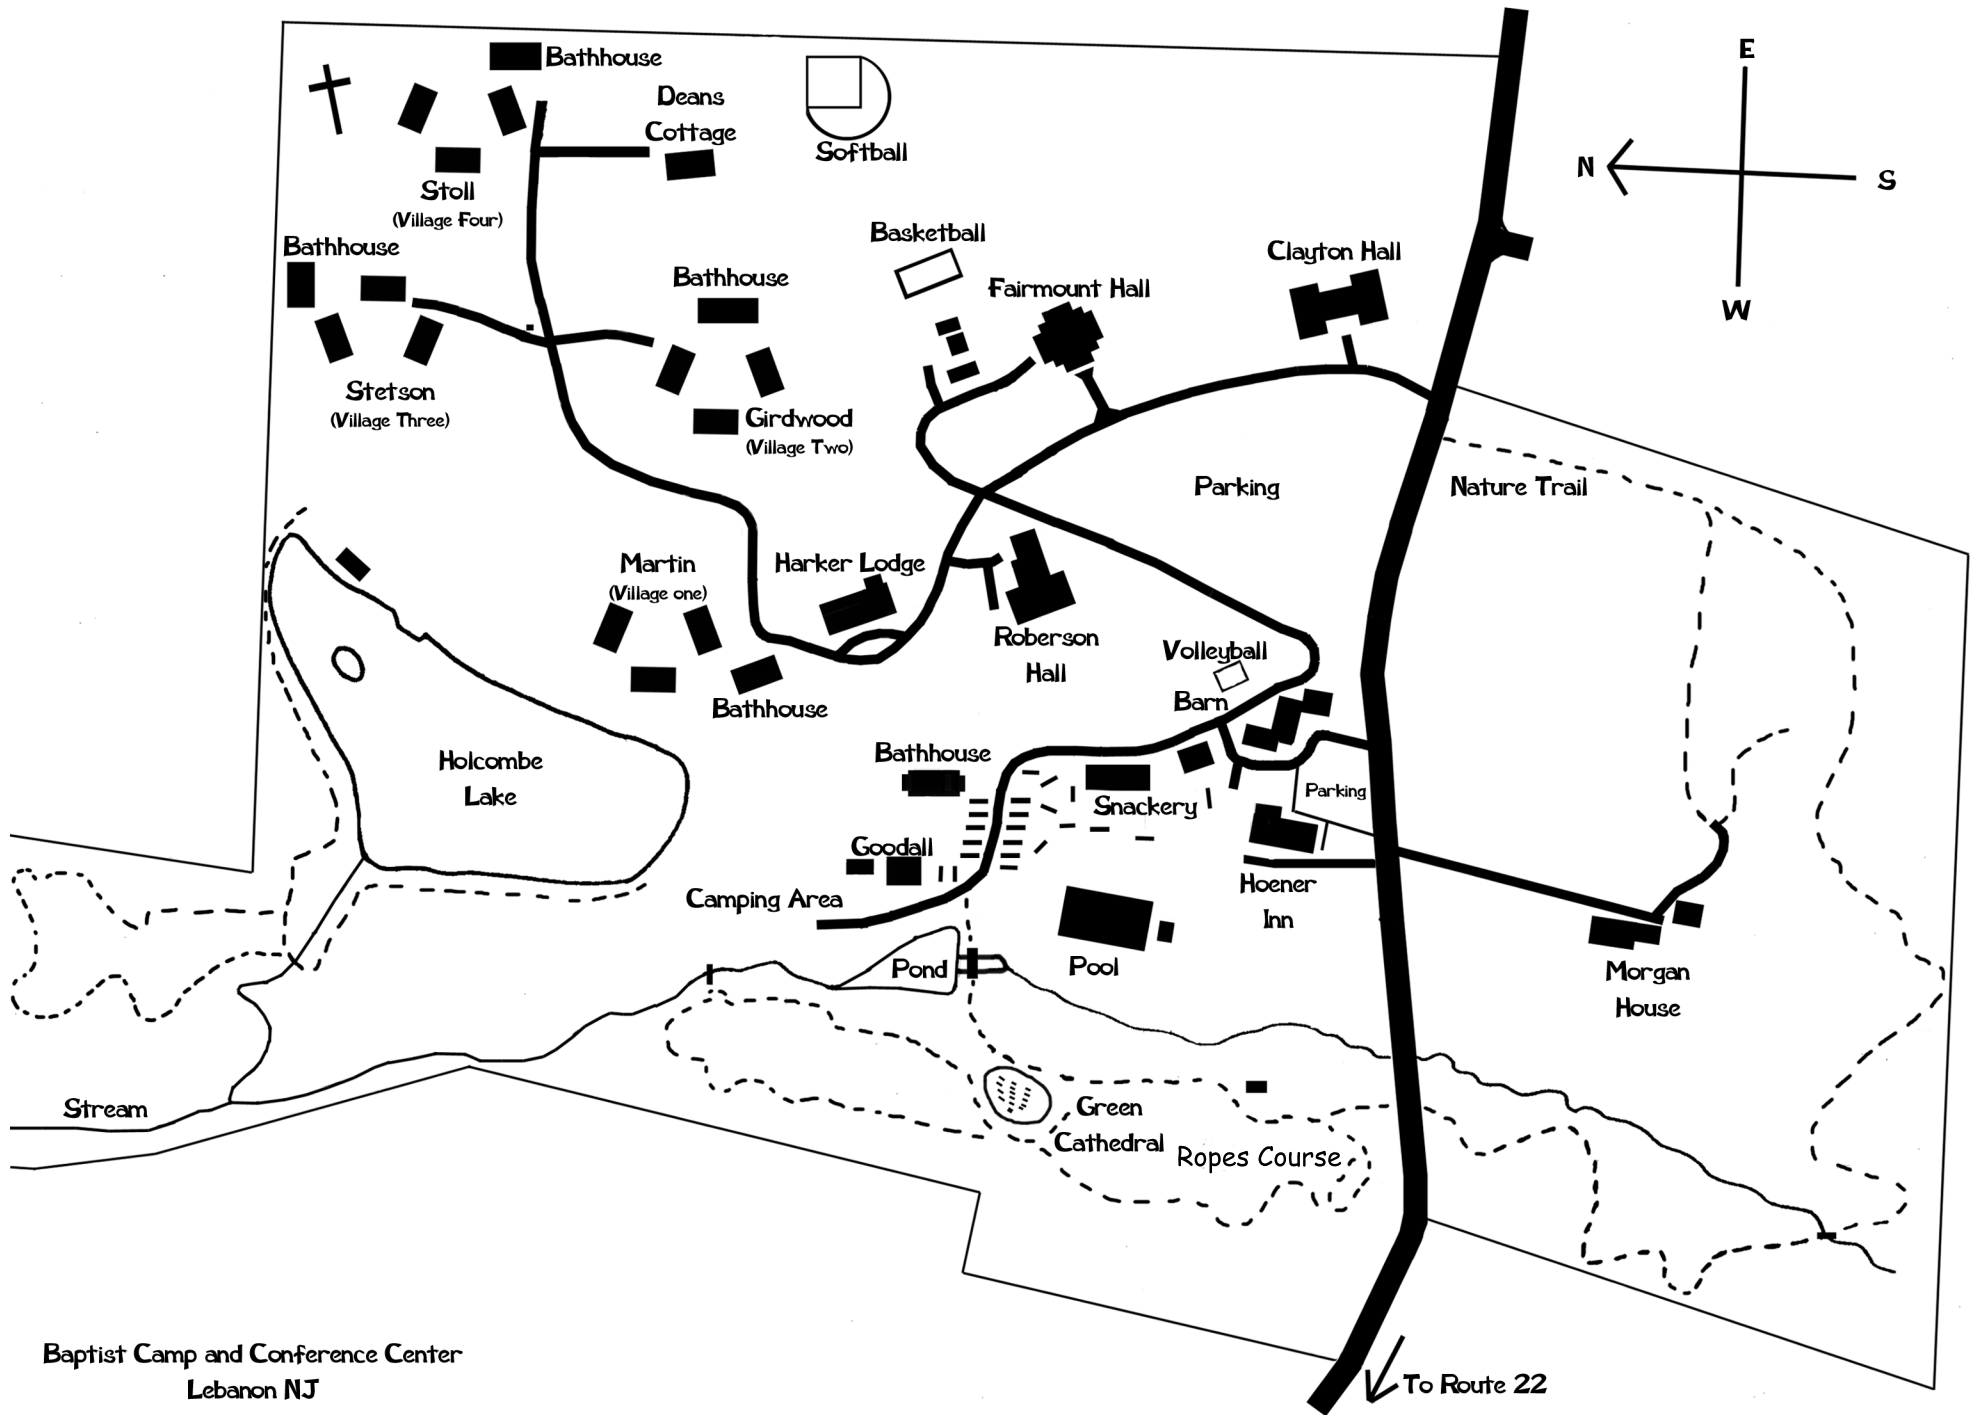 E
N
S
W
Bathhouse
Deans
Cottage
Softball
Stoll
(Village Four)
Bathhouse
Basketball
Clayton Hall
Bathhouse
Fairmount Hall
Stetson
(Village Three)
Girdwood
(Village Two)
Parking
Nature Trail
Martin
(Village one)
Harker Lodge
Roberson
Hall
Volleyball
Barn
Bathhouse
Holcombe
Lake
Bathhouse
Parking
Snackery
Goodall
Camping Area
Hoener
Inn
Pond
Pool
Morgan
House
Stream
Green
Cathedral
Ropes Course
Baptist Camp and Conference Center
Lebanon NJ
To Route 22